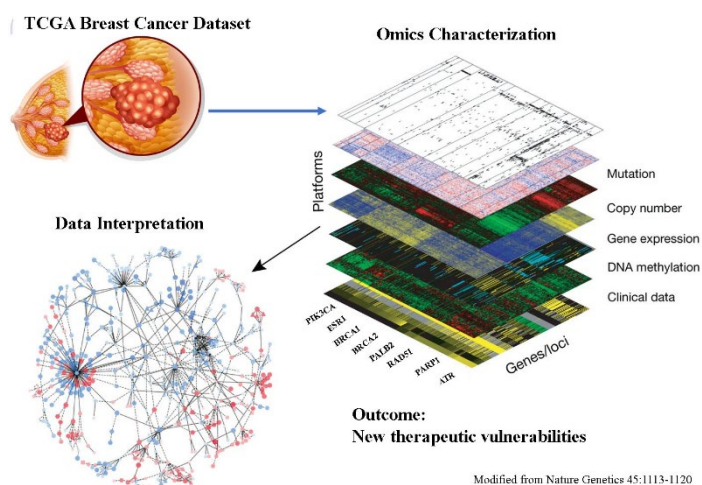 TCGA Breast Cancer Dataset
Omics Characterization
Platforms
Mutation
Copy number
Gene expression
DNA methylation
Clinical data
Data Interpretation
PIK3CA
ESR1
BRCA1
BRCA2
PALB2
RAD51
PARP1
ATR
Genes/loci
Outcome:
New therapeutic vulnerabilities
Modified from Nature Genetics 45:1113-1120